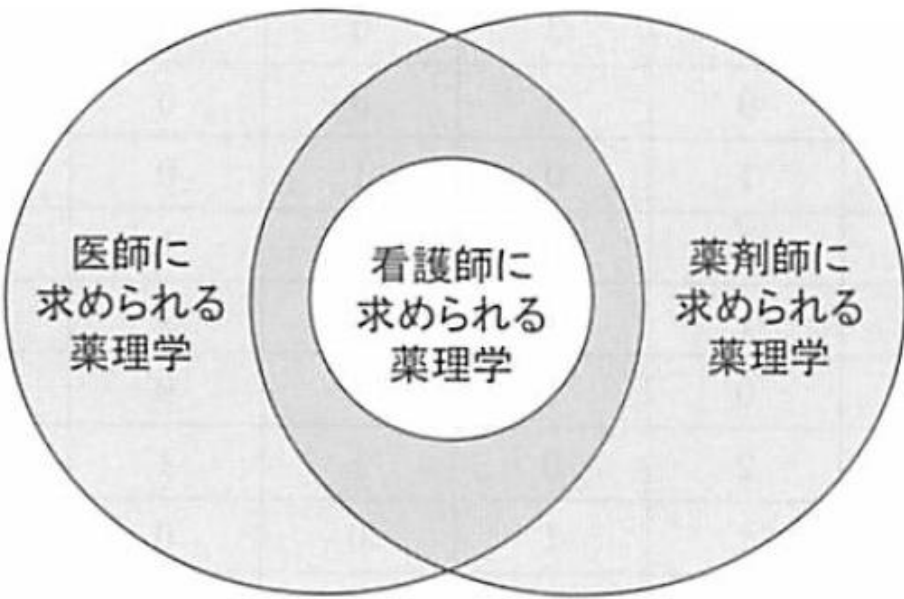 医師に
求められる
薬理学
看護師に
求められる
薬理学
薬剤師に
求められる
薬理学